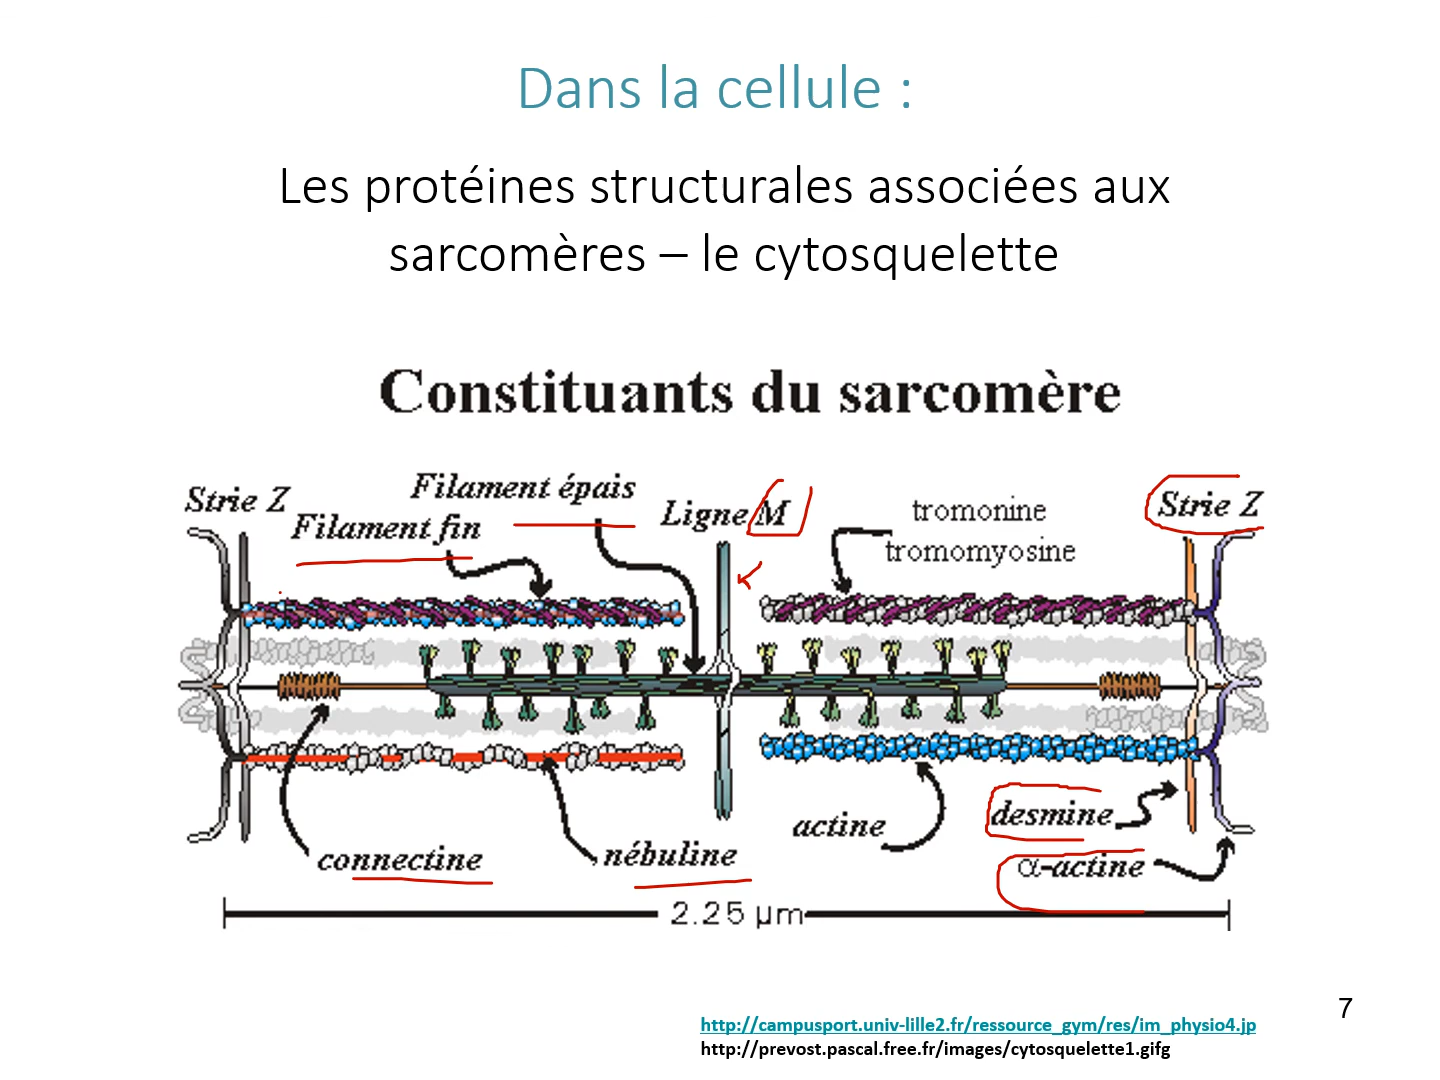 Dans la cellule :
Les protéines structurales associées aux
sarcomères – le cytosquelette
Constituants du sarcomère
Strie Z
Filament fin
Filament épais
Ligne M
tromonine
tromomyosine
Strie Z
connectine
nébuline
actine
desmine
α-actine
2.25 µm
7
http://campusport.univ-lille2.fr/ressource_gym/res/im_physio4.jp
http://prevost.pascal.free.fr/images/cytosquelette1.gifg